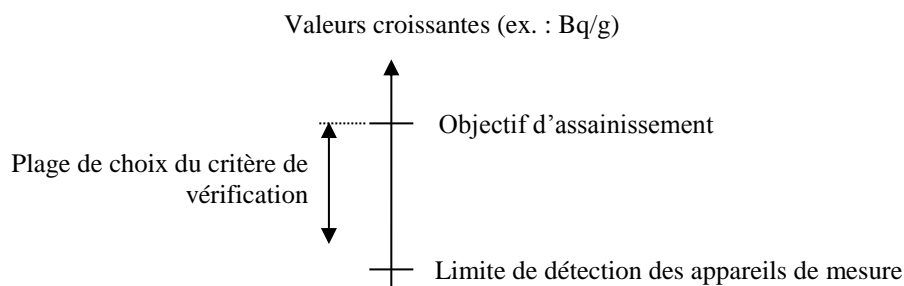 Valeurs croissantes (ex. : Bq/g)
Objectif d’assainissement
Plage de choix du critère de
vérification
Limite de détection des appareils de mesure